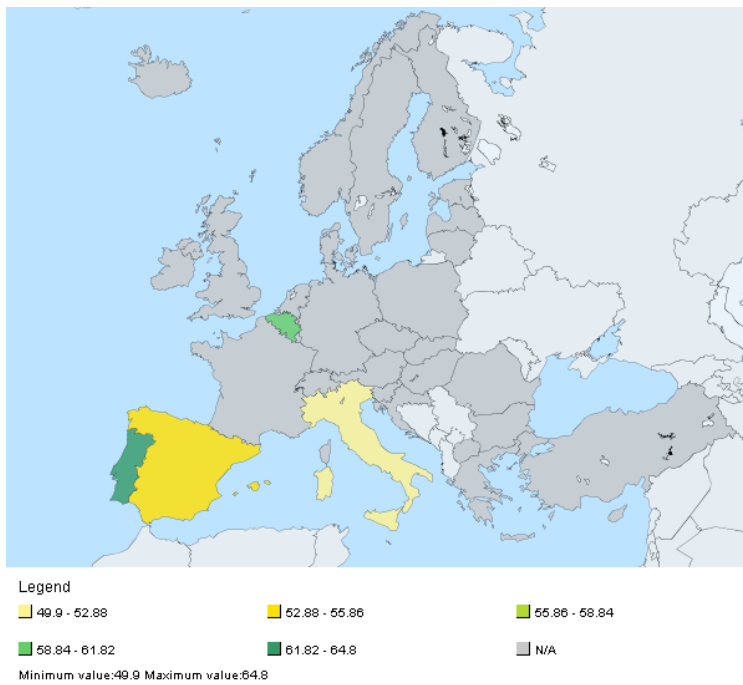 Legend
49.9 - 52.88 52.88 - 55.86 55.86 - 58.84
58.84 - 61.82 61.82 - 64.8 N/A
Minimum value:49.9 Maximum value:64.8